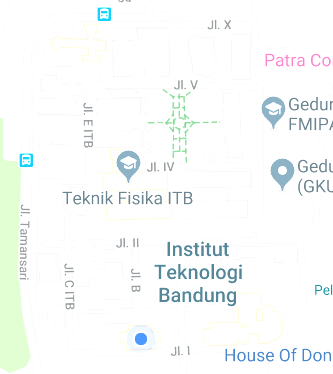 Jl. X
Patra Co
Jl. V
Gedu
FMIPA
Jl. E ITB
Jl. IV
Gedu
(GKU
Teknik Fisika ITB
Jl. Tamansari
Jl. II
Institut
Teknologi
Bandung
Jl. C ITB
Jl. B
Pel
Jl. I
House Of Don